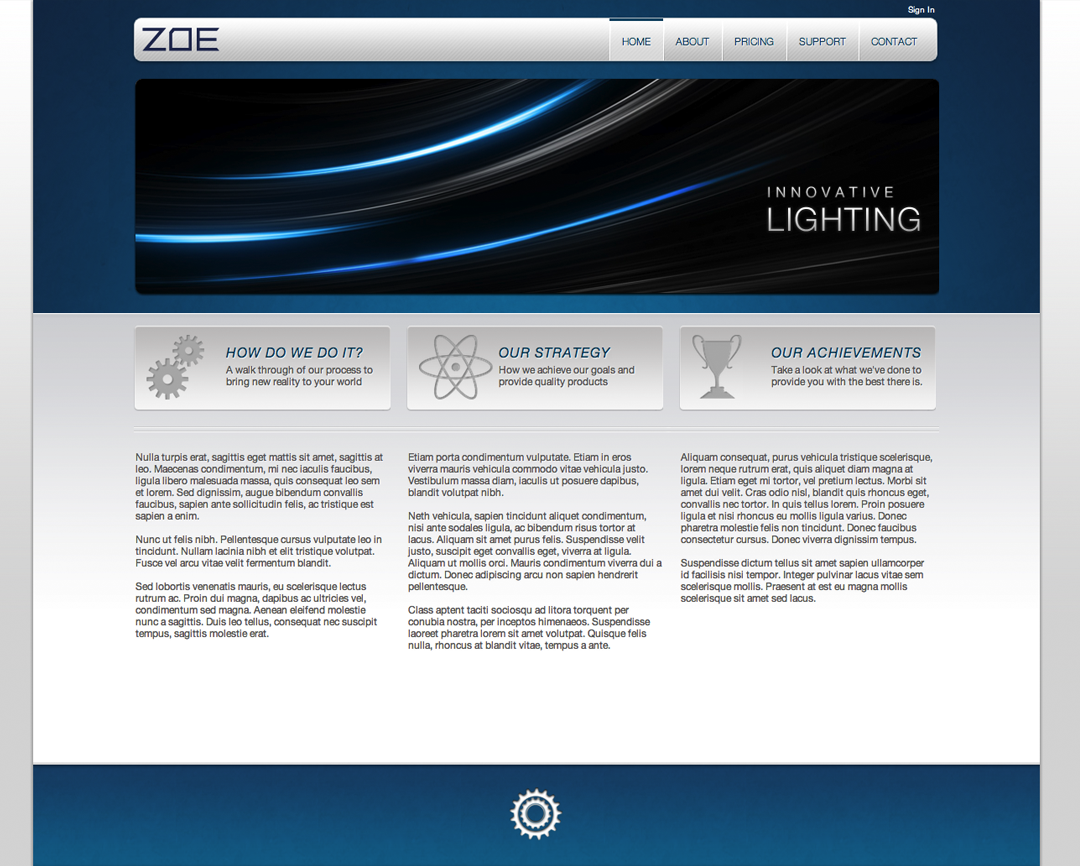 Sign In
ZOE
HOME
ABOUT
PRICING
SUPPORT
CONTACT
INNOVATIVE
LIGHTING
HOW DO WE DO IT?
A walk through of our process to
bring new reality to your world
OUR STRATEGY
How we achieve our goals and
provide quality products
OUR ACHIEVEMENTS
Take a look at what we've done to
provide you with the best there is.
Nulla turpis erat, sagittis eget mattis sit amet, sagittis at
leo. Maecenas condimentum, mi nec iaculis faucibus,
ligula libero malesuada massa, quis consequat leo sem
et lorem. Sed dignissim, augue bibendum convallis
faucibus, sapien ante sollicitudin felis, ac tristique est
sapien a enim.
Nunc ut felis nibh. Pellentesque cursus vulputate leo in
tincidunt. Nullam lacinia nibh et elit tristique volutpat.
Fusce vel arcu vitae velit fermentum blandit.
Sed lobortis venenatis mauris, eu scelerisque lectus
rutrum ac. Proin dui magna, dapibus ac ultricies vel,
condimentum sed magna. Aenean eleifend molestie
nunc a sagittis. Duis leo tellus, consequat nec suscipit
tempus, sagittis molestie erat.
Etiam porta condimentum vulputate. Etiam in eros
viverra mauris vehicula commodo vitae vehicula justo.
Vestibulum massa diam, iaculis ut posuere dapibus,
blandit volutpat nibh.
Neth vehicula, sapien tincidunt aliquet condimentum,
nisi ante sodales ligula, ac bibendum risus tortor at
lacus. Aliquam sit amet purus felis. Suspendisse velit
justo, suscipit eget convallis eget, viverra at ligula.
Aliquam ut mollis orci. Mauris condimentum viverra dui a
dictum. Donec adipiscing arcu non sapien hendrerit
pellentesque.
Class aptent taciti sociosqu ad litora torquent per
conubia nostra, per inceptos himenaeos. Suspendisse
laoreet pharetra lorem sit amet volutpat. Quisque felis
nulla, rhoncus at blandit vitae, tempus a ante.
Aliquam consequat, purus vehicula tristique scelerisque,
lorem neque rutrum erat, quis aliquet diam magna at
ligula. Etiam eget mi tortor, vel pretium lectus. Morbi sit
amet dui velit. Cras odio nisl, blandit quis rhoncus eget,
convallis nec tortor. In quis tellus lorem. Proin posuere
ligula et nisi rhoncus eu mollis ligula varius. Donec
pharetra molestie felis non tincidunt. Donec faucibus
consectetur cursus. Donec viverra dignissim tempus.
Suspendisse dictum tellus sit amet sapien ullamcorper
id facilisis nisl tempor. Integer pulvinar lacus vitae sem
scelerisque mollis. Praesent at est eu magna mollis
scelerisque sit amet sed lacus.